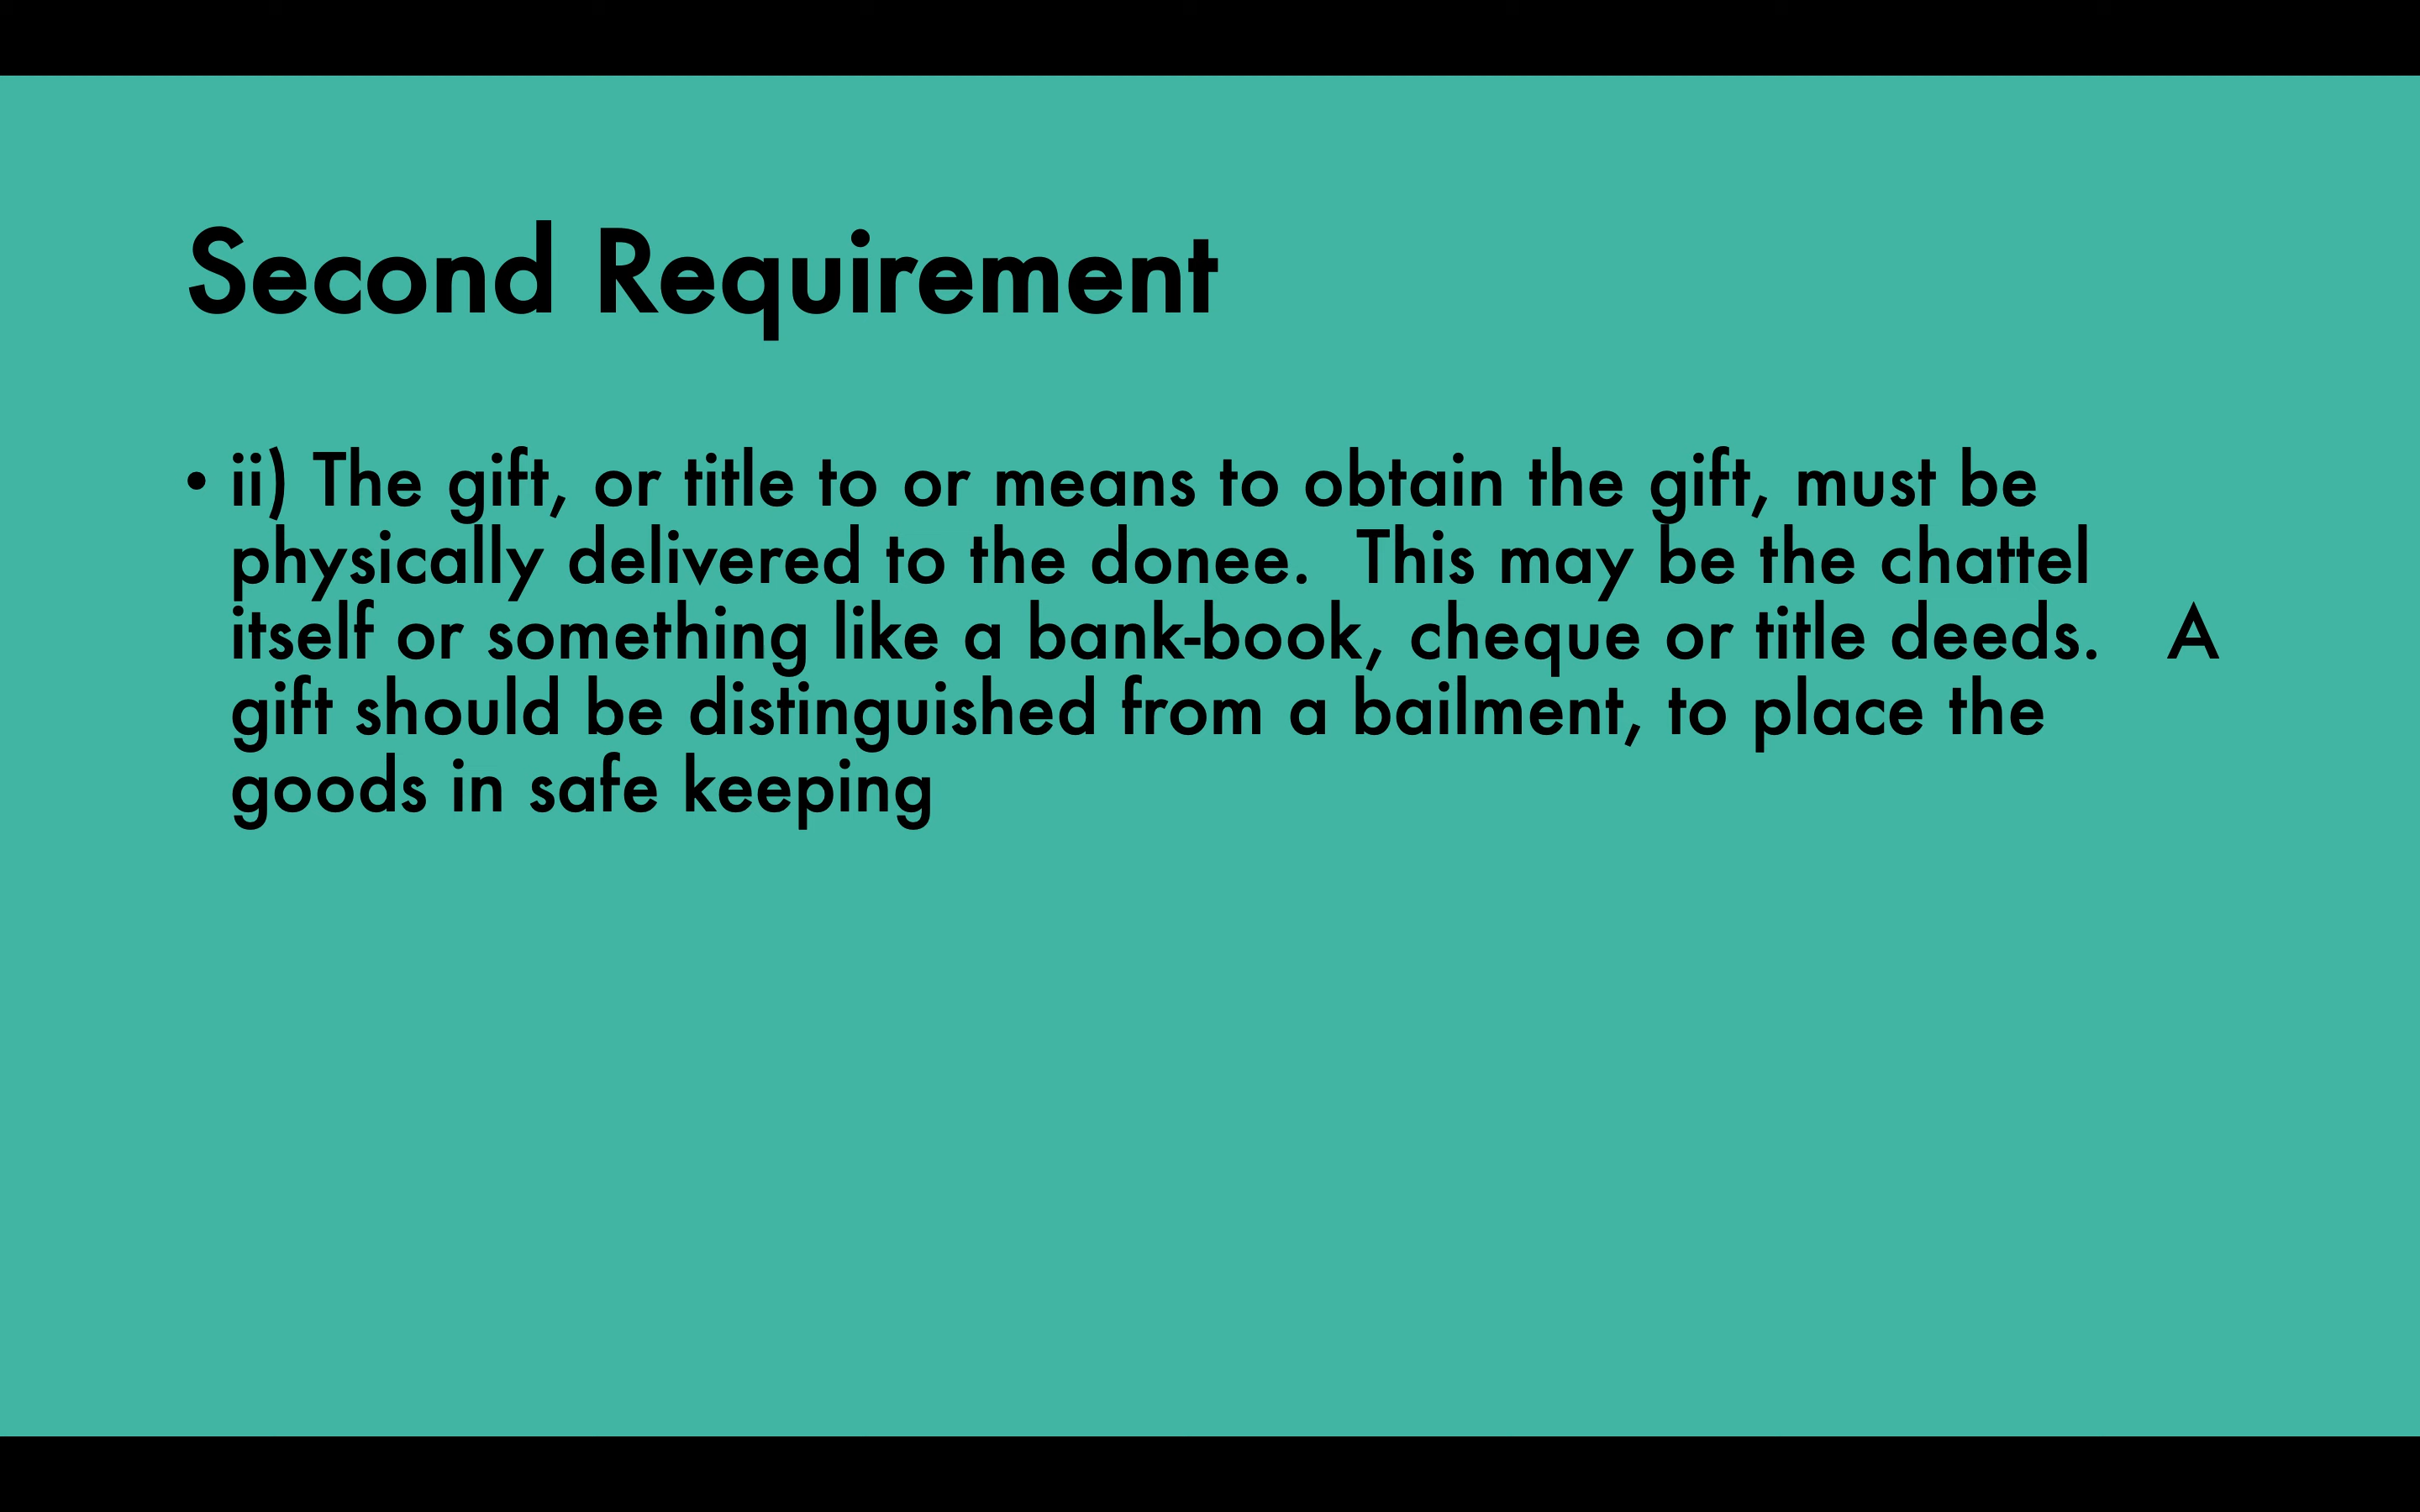 Second Requirement
• ii)  The gift, or title to or means to obtain the gift, must be
physically delivered to the donee.  This may be the chattel
itself or something like a bank-book, cheque or title deeds.   A
gift should be distinguished from a bailment, to place the
goods in safe keeping